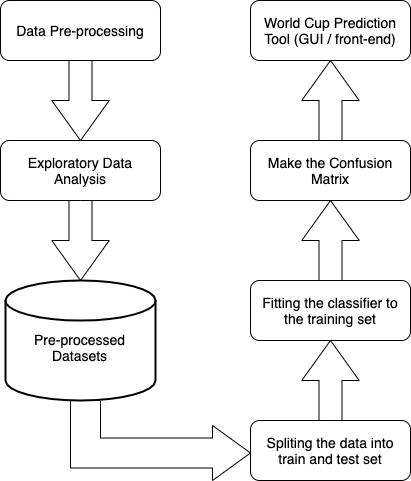 Data Pre-processing
Exploratory Data
Analysis
Pre-processed
Datasets
Spliting the data into
train and test set
Fitting the classifier to
the training set
Make the Confusion
Matrix
World Cup Prediction
Tool (GUI / front-end)